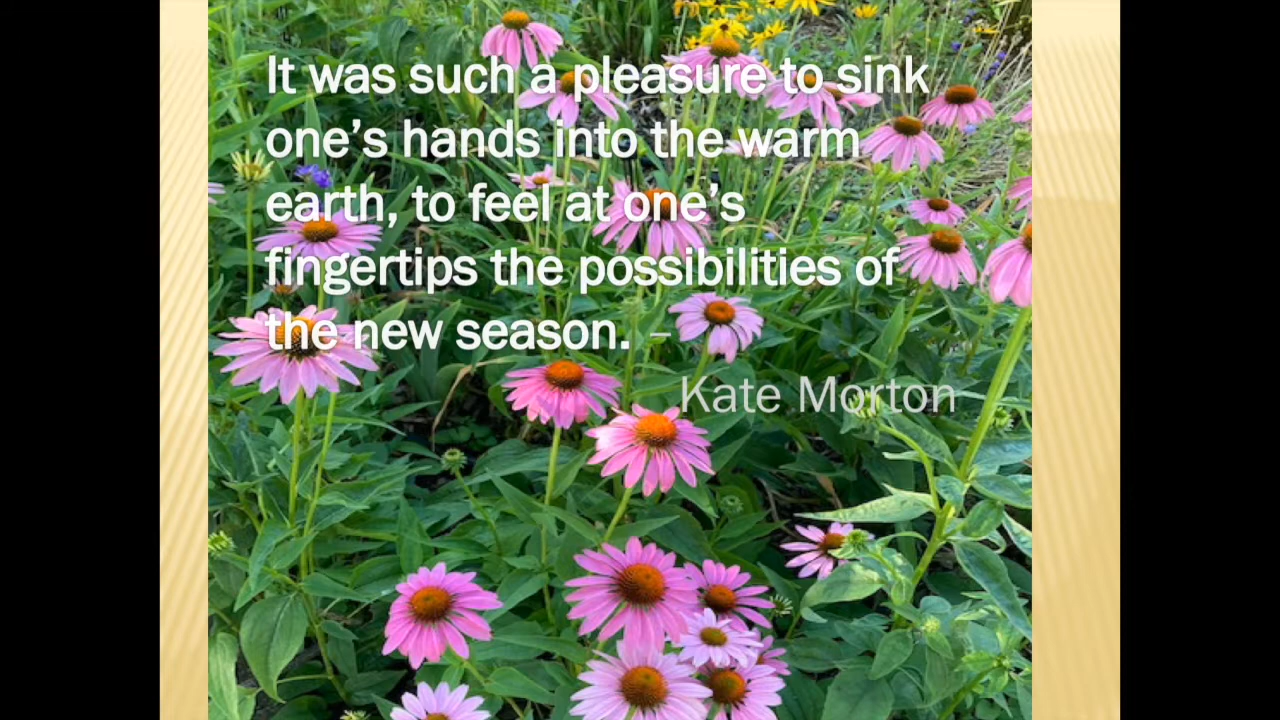 It was such a pleasure to sink
one’s hands into the warm
earth, to feel at one’s
fingertips the possibilities of
the new season. –
Kate Morton